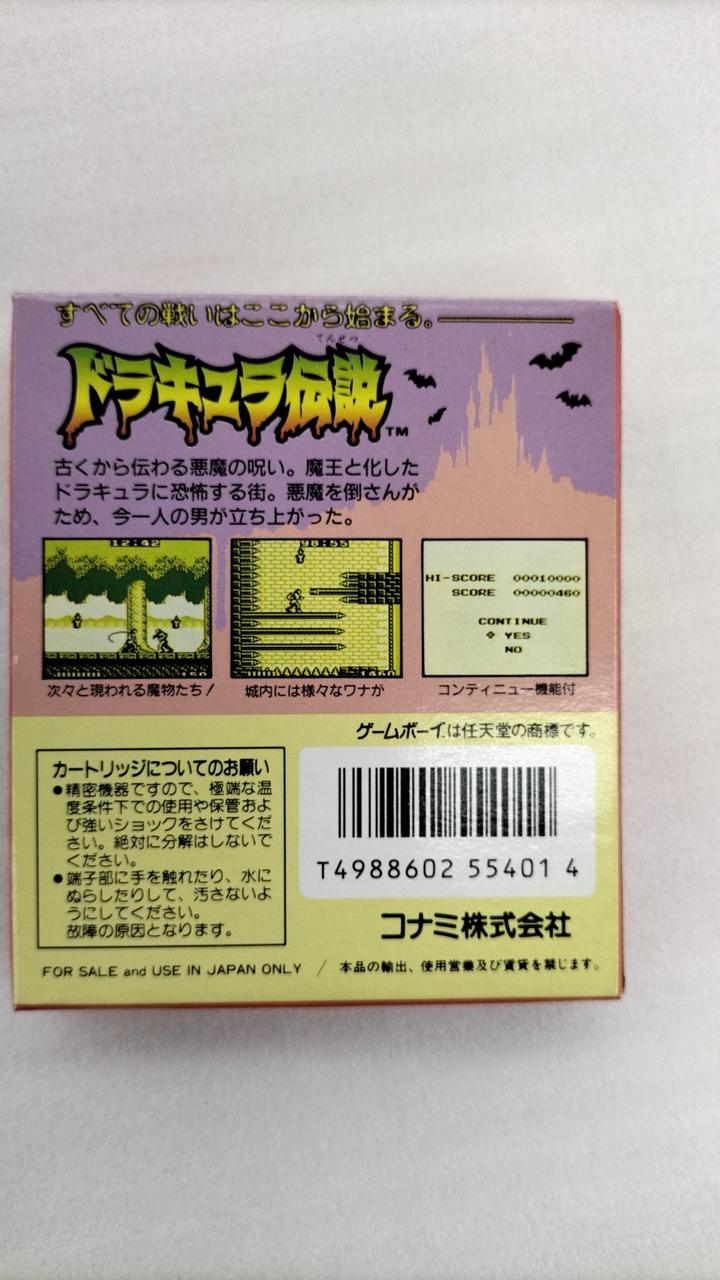 すべての戦いはここから始まる。
でんせつ
ドラキュラ伝説™
古くから伝わる悪魔の呪い。魔王と化した
ドラキュラに恐怖する街。悪魔を倒さんが
ため、今一人の男が立ち上がった。
12:42
98:55
HI-SCORE 00010000
SCORE 00000460
CONTINUE
YES
NO
次々と現われる魔物たち!
城内には様々なワナが
コンティニュー機能付
ゲームボーイは任天堂の商標です。
カートリッジについてのお願い
●精密機器ですので、極端な温
度条件下での使用や保管およ
び強いショックをさけてくだ
さい。絶対に分解はしないで
ください。
●端子部に手を触れたり、水に
ぬらしたりして、汚さないよ
うにしてください。
故障の原因となります。
T4988602 55401 4
コナミ株式会社
FOR SALE and USE IN JAPAN ONLY / 本品の輸出、使用営業及び賃貸を禁じます。